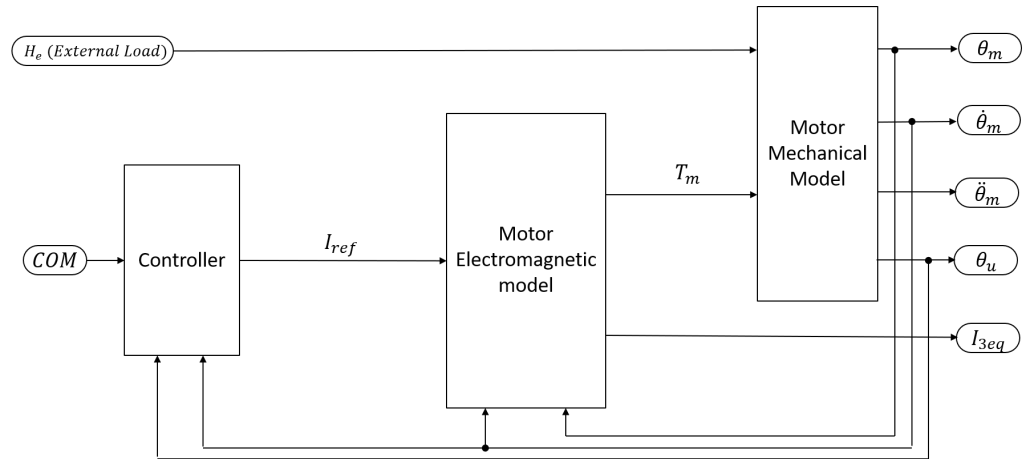 H_e (External Load)
θ_m
θ̇_m
Motor
Mechanical
Model
T_m
θ̈_m
COM
Controller
I_ref
Motor
Electromagnetic
model
θ_u
I_3eq